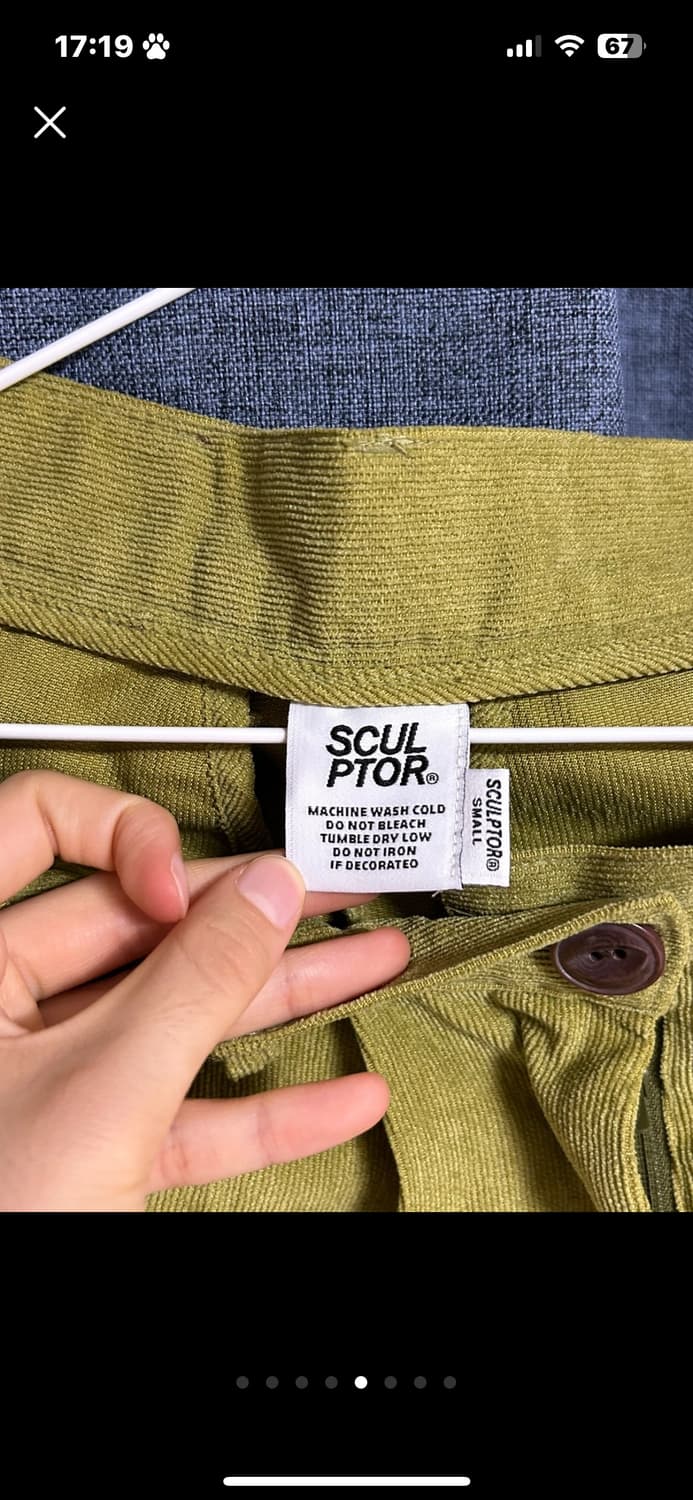 17:19
67
SCUL
PTOR®
MACHINE WASH COLD
DO NOT BLEACH
TUMBLE DRY LOW
DO NOT IRON
IF DECORATED
SCULPTOR®
SMALL